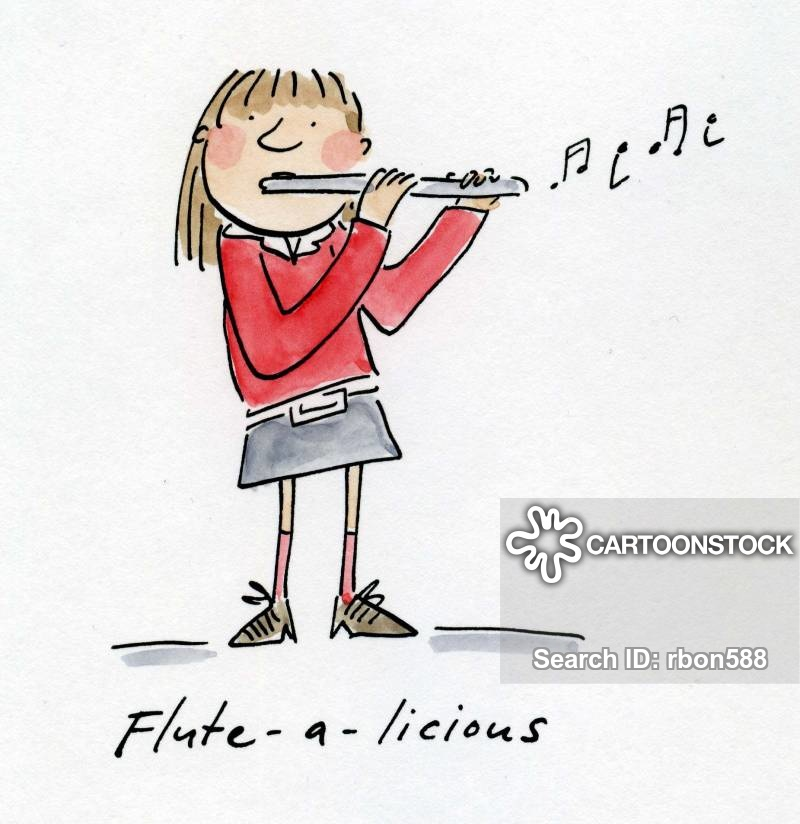 CARTOONSTOCK
Search ID: rbon588
Flute-a-licious